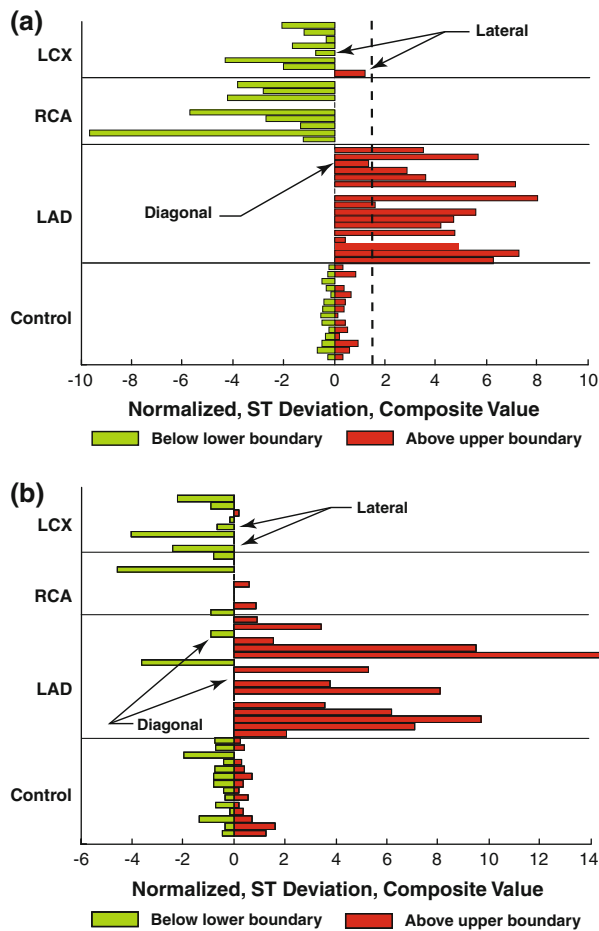 (a)
LCX
Lateral
RCA
Diagonal
LAD
Control
-10 -8 -6 -4 -2 0 2 4 6 8 10
Normalized, ST Deviation, Composite Value
Below lower boundary Above upper boundary
(b)
LCX
Lateral
RCA
LAD
Diagonal
Control
-6 -4 -2 0 2 4 6 8 10 12 14
Normalized, ST Deviation, Composite Value
Below lower boundary Above upper boundary